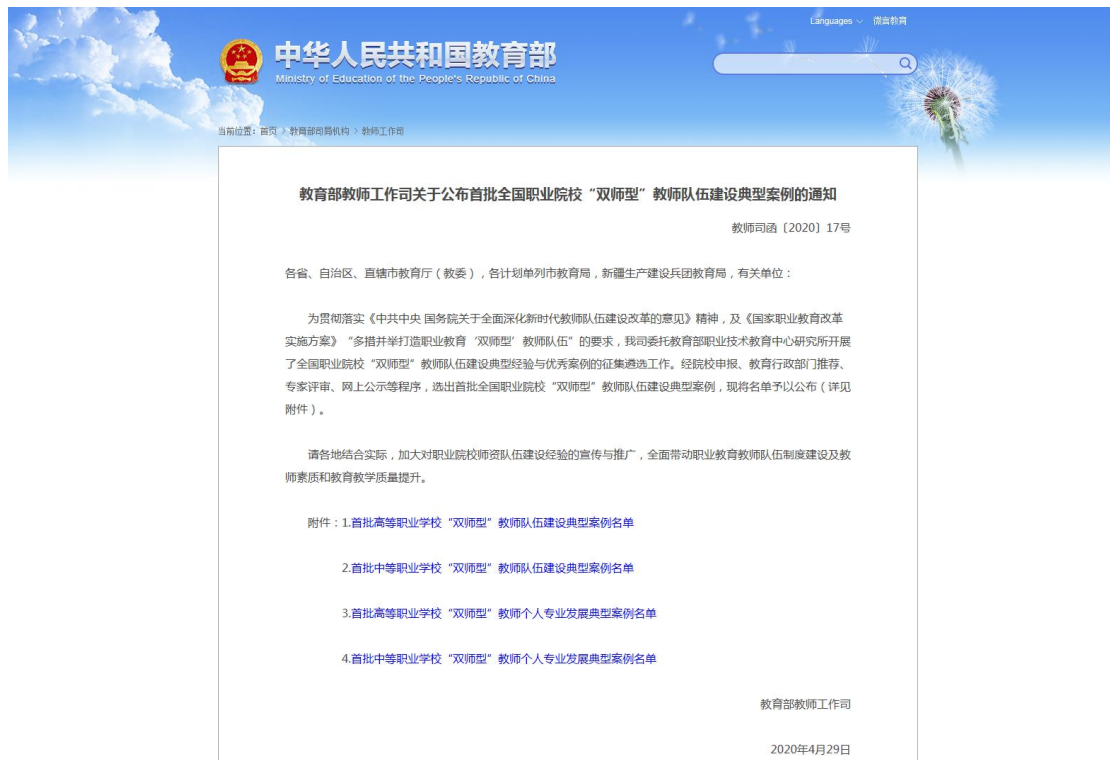 Languages 微言教育
中华人民共和国教育部
Ministry of Education of the People's Republic of China
当前位置：首页 > 教育部司局机构 > 教师工作司
教育部教师工作司关于公布首批全国职业院校“双师型”教师队伍建设典型案例的通知
教师司函〔2020〕17号
各省、自治区、直辖市教育厅（教委），各计划单列市教育局，新疆生产建设兵团教育局，有关单位：
为贯彻落实《中共中央 国务院关于全面深化新时代教师队伍建设改革的意见》精神，及《国家职业教育改革
实施方案》“多措并举打造职业教育‘双师型’教师队伍”的要求，我司委托教育部职业技术教育中心研究所开展
了全国职业院校“双师型”教师队伍建设典型经验与优秀案例的征集遴选工作。经院校申报、教育行政部门推荐、
专家评审、网上公示等程序，选出首批全国职业院校“双师型”教师队伍建设典型案例，现将名单予以公布（详见
附件）。
请各地结合实际，加大对职业院校师资队伍建设经验的宣传与推广，全面带动职业教育教师队伍制度建设及教
师素质和教育教学质量提升。
附件：1.首批高等职业学校“双师型”教师队伍建设典型案例名单
2.首批中等职业学校“双师型”教师队伍建设典型案例名单
3.首批高等职业学校“双师型”教师个人专业发展典型案例名单
4.首批中等职业学校“双师型”教师个人专业发展典型案例名单
教育部教师工作司
2020年4月29日